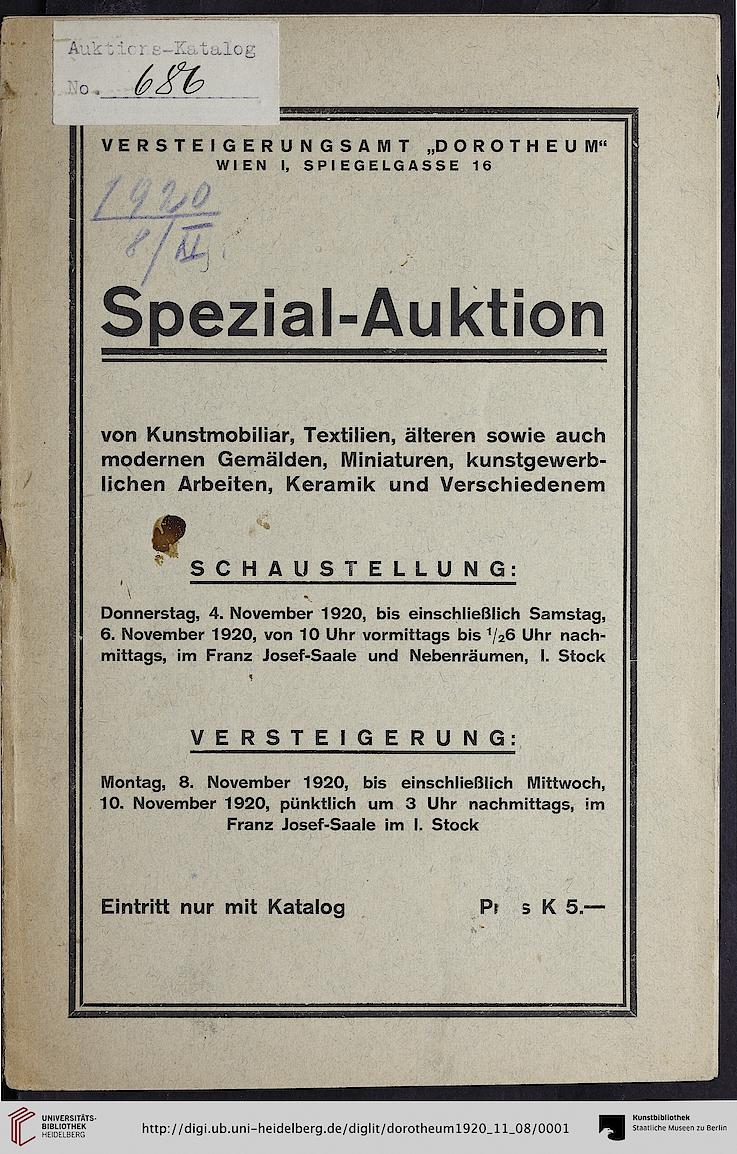 Auktions-Katalog
No. 686
VERSTEIGERUNGSAMT „DOROTHEUM“
WIEN I, SPIEGELGASSE 16
1920
8/XI.
Spezial-Auktion
von Kunstmobiliar, Textilien, älteren sowie auch
modernen Gemälden, Miniaturen, kunstgewerb-
lichen Arbeiten, Keramik und Verschiedenem
SCHAUSTELLUNG:
Donnerstag, 4. November 1920, bis einschließlich Samstag,
6. November 1920, von 10 Uhr vormittags bis ¹/₂6 Uhr nach-
mittags, im Franz Josef-Saale und Nebenräumen, I. Stock
VERSTEIGERUNG:
Montag, 8. November 1920, bis einschließlich Mittwoch,
10. November 1920, pünktlich um 3 Uhr nachmittags, im
Franz Josef-Saale im I. Stock
Eintritt nur mit Katalog K 5.—
UNIVERSITÄTS-
BIBLIOTHEK
HEIDELBERG
http://digi.ub.uni-heidelberg.de/diglit/dorotheum1920_11_08/0001
Kunstbibliothek
Staatliche Museen zu Berlin